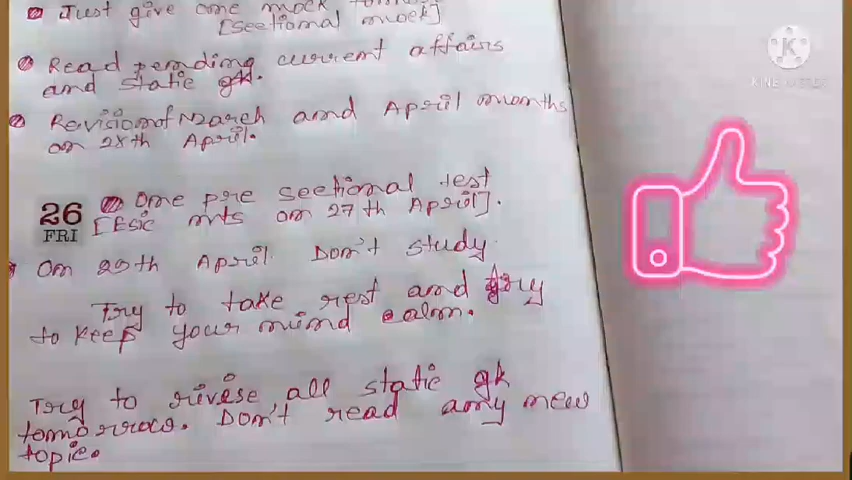 Just give one mock
[Sectional mock]
Read pending current affairs
and static gk.
Revision of March and April months
on 28th April.
26
FRI
One pre sectional test
[Esic mts on 27th April].
On 29th April Don't study
Try to take rest and try
to keep your mind calm.
Try to rivise all static gk
tomorrow. Don't read any new
topic.
K
KINEMASTER